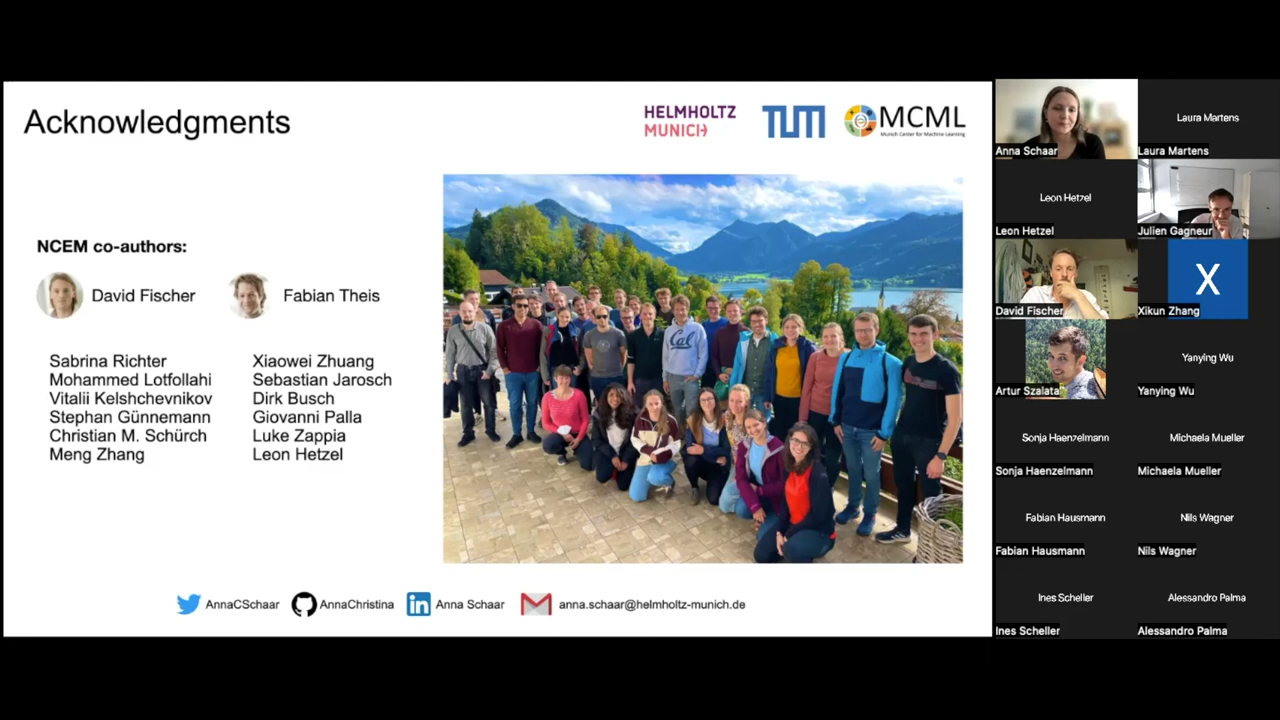 Acknowledgments
HELMHOLTZ
MUNICH
TUM
MCML
Munich Center for Machine Learning
NCEM co-authors:
David Fischer
Fabian Theis
Sabrina Richter
Mohammed Lotfollahi
Vitalii Kelshchevnikov
Stephan Günnemann
Christian M. Schürch
Meng Zhang
Xiaowei Zhuang
Sebastian Jarosch
Dirk Busch
Giovanni Palla
Luke Zappia
Leon Hetzel
Cal
AnnaCSchaar
AnnaChristina
in
Anna Schaar
anna.schaar@helmholtz-munich.de
Anna Schaar
Laura Martens
Laura Martens
Leon Hetzel
Leon Hetzel
Julien Gagneur
David Fischer
X
Xikun Zhang
Artur Szalata
Yanying Wu
Yanying Wu
Sonja Haenzelmann
Sonja Haenzelmann
Michaela Mueller
Michaela Mueller
Fabian Hausmann
Fabian Hausmann
Nils Wagner
Nils Wagner
Ines Scheller
Ines Scheller
Alessandro Palma
Alessandro Palma